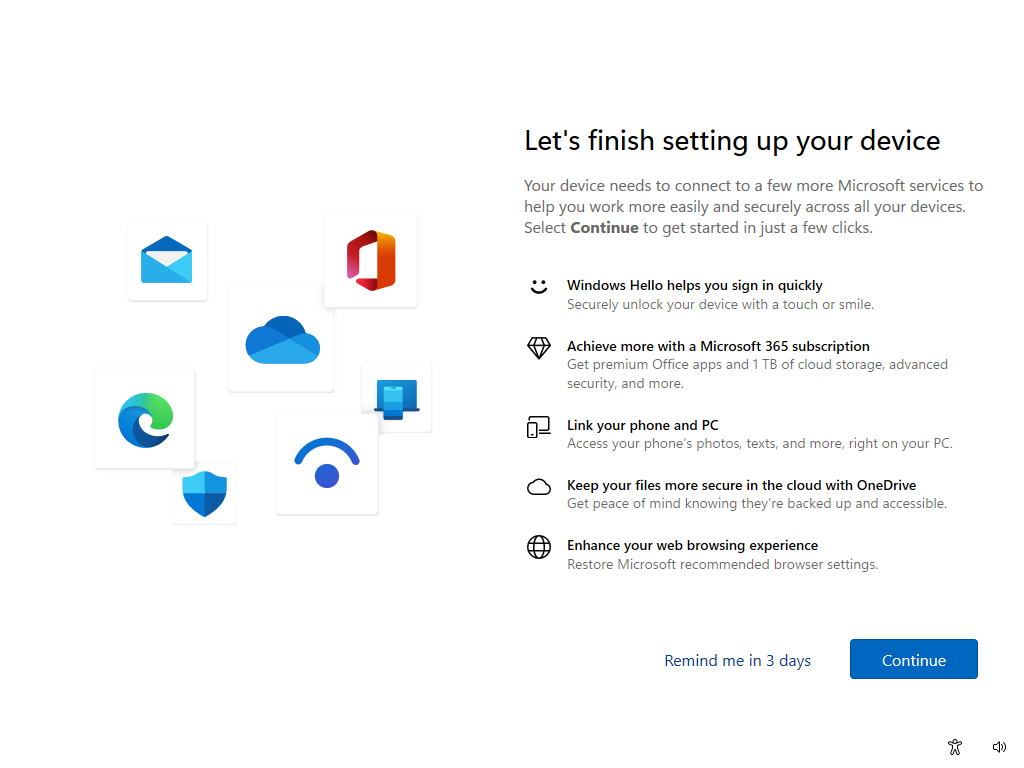 Let's finish setting up your device
Your device needs to connect to a few more Microsoft services to
help you work more easily and securely across all your devices.
Select Continue to get started in just a few clicks.
Windows Hello helps you sign in quickly
Securely unlock your device with a touch or smile.
Achieve more with a Microsoft 365 subscription
Get premium Office apps and 1 TB of cloud storage, advanced
security, and more.
Link your phone and PC
Access your phone's photos, texts, and more, right on your PC.
Keep your files more secure in the cloud with OneDrive
Get peace of mind knowing they're backed up and accessible.
Enhance your web browsing experience
Restore Microsoft recommended browser settings.
Remind me in 3 days
Continue